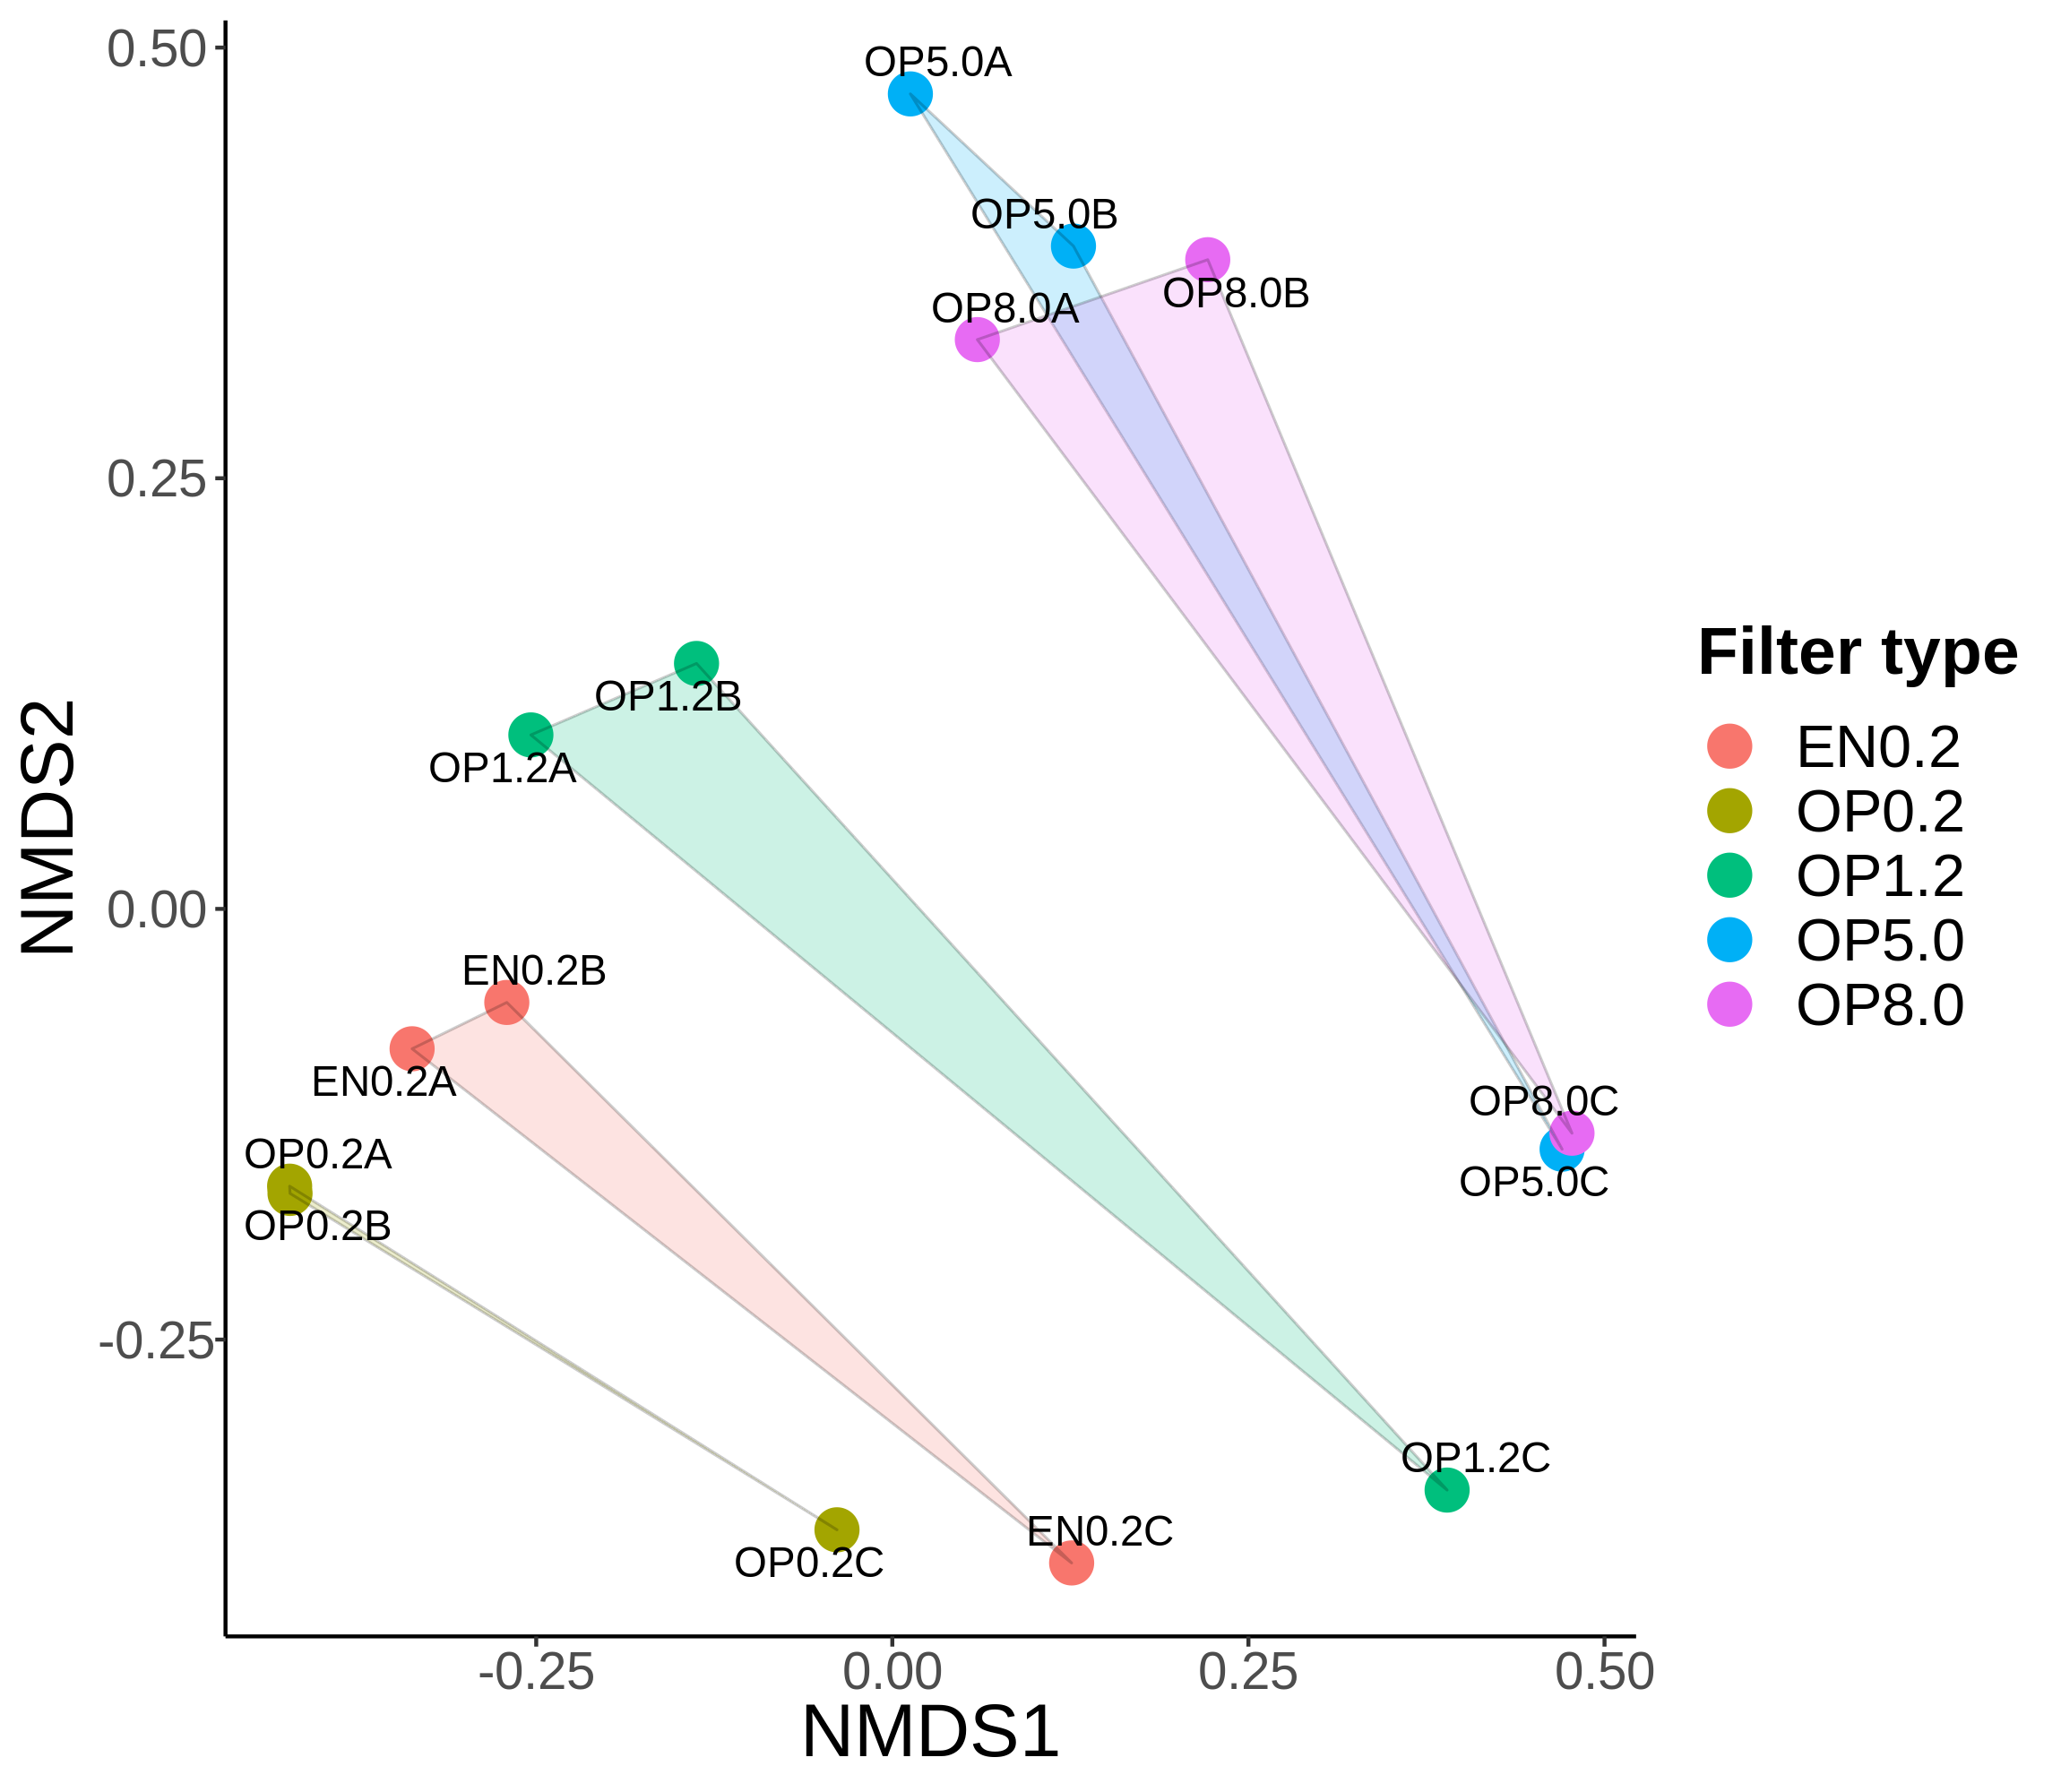 0.50
0.25
0.00
-0.25
NMDS2
OP5.0A
OP5.0B
OP8.0B
OP8.0A
OP1.2B
OP1.2A
EN0.2B
EN0.2A
OP8.0C
OP0.2A
OP5.0C
OP0.2B
OP1.2C
EN0.2C
OP0.2C
-0.25
0.00
0.25
0.50
NMDS1
Filter type
EN0.2
OP0.2
OP1.2
OP5.0
OP8.0